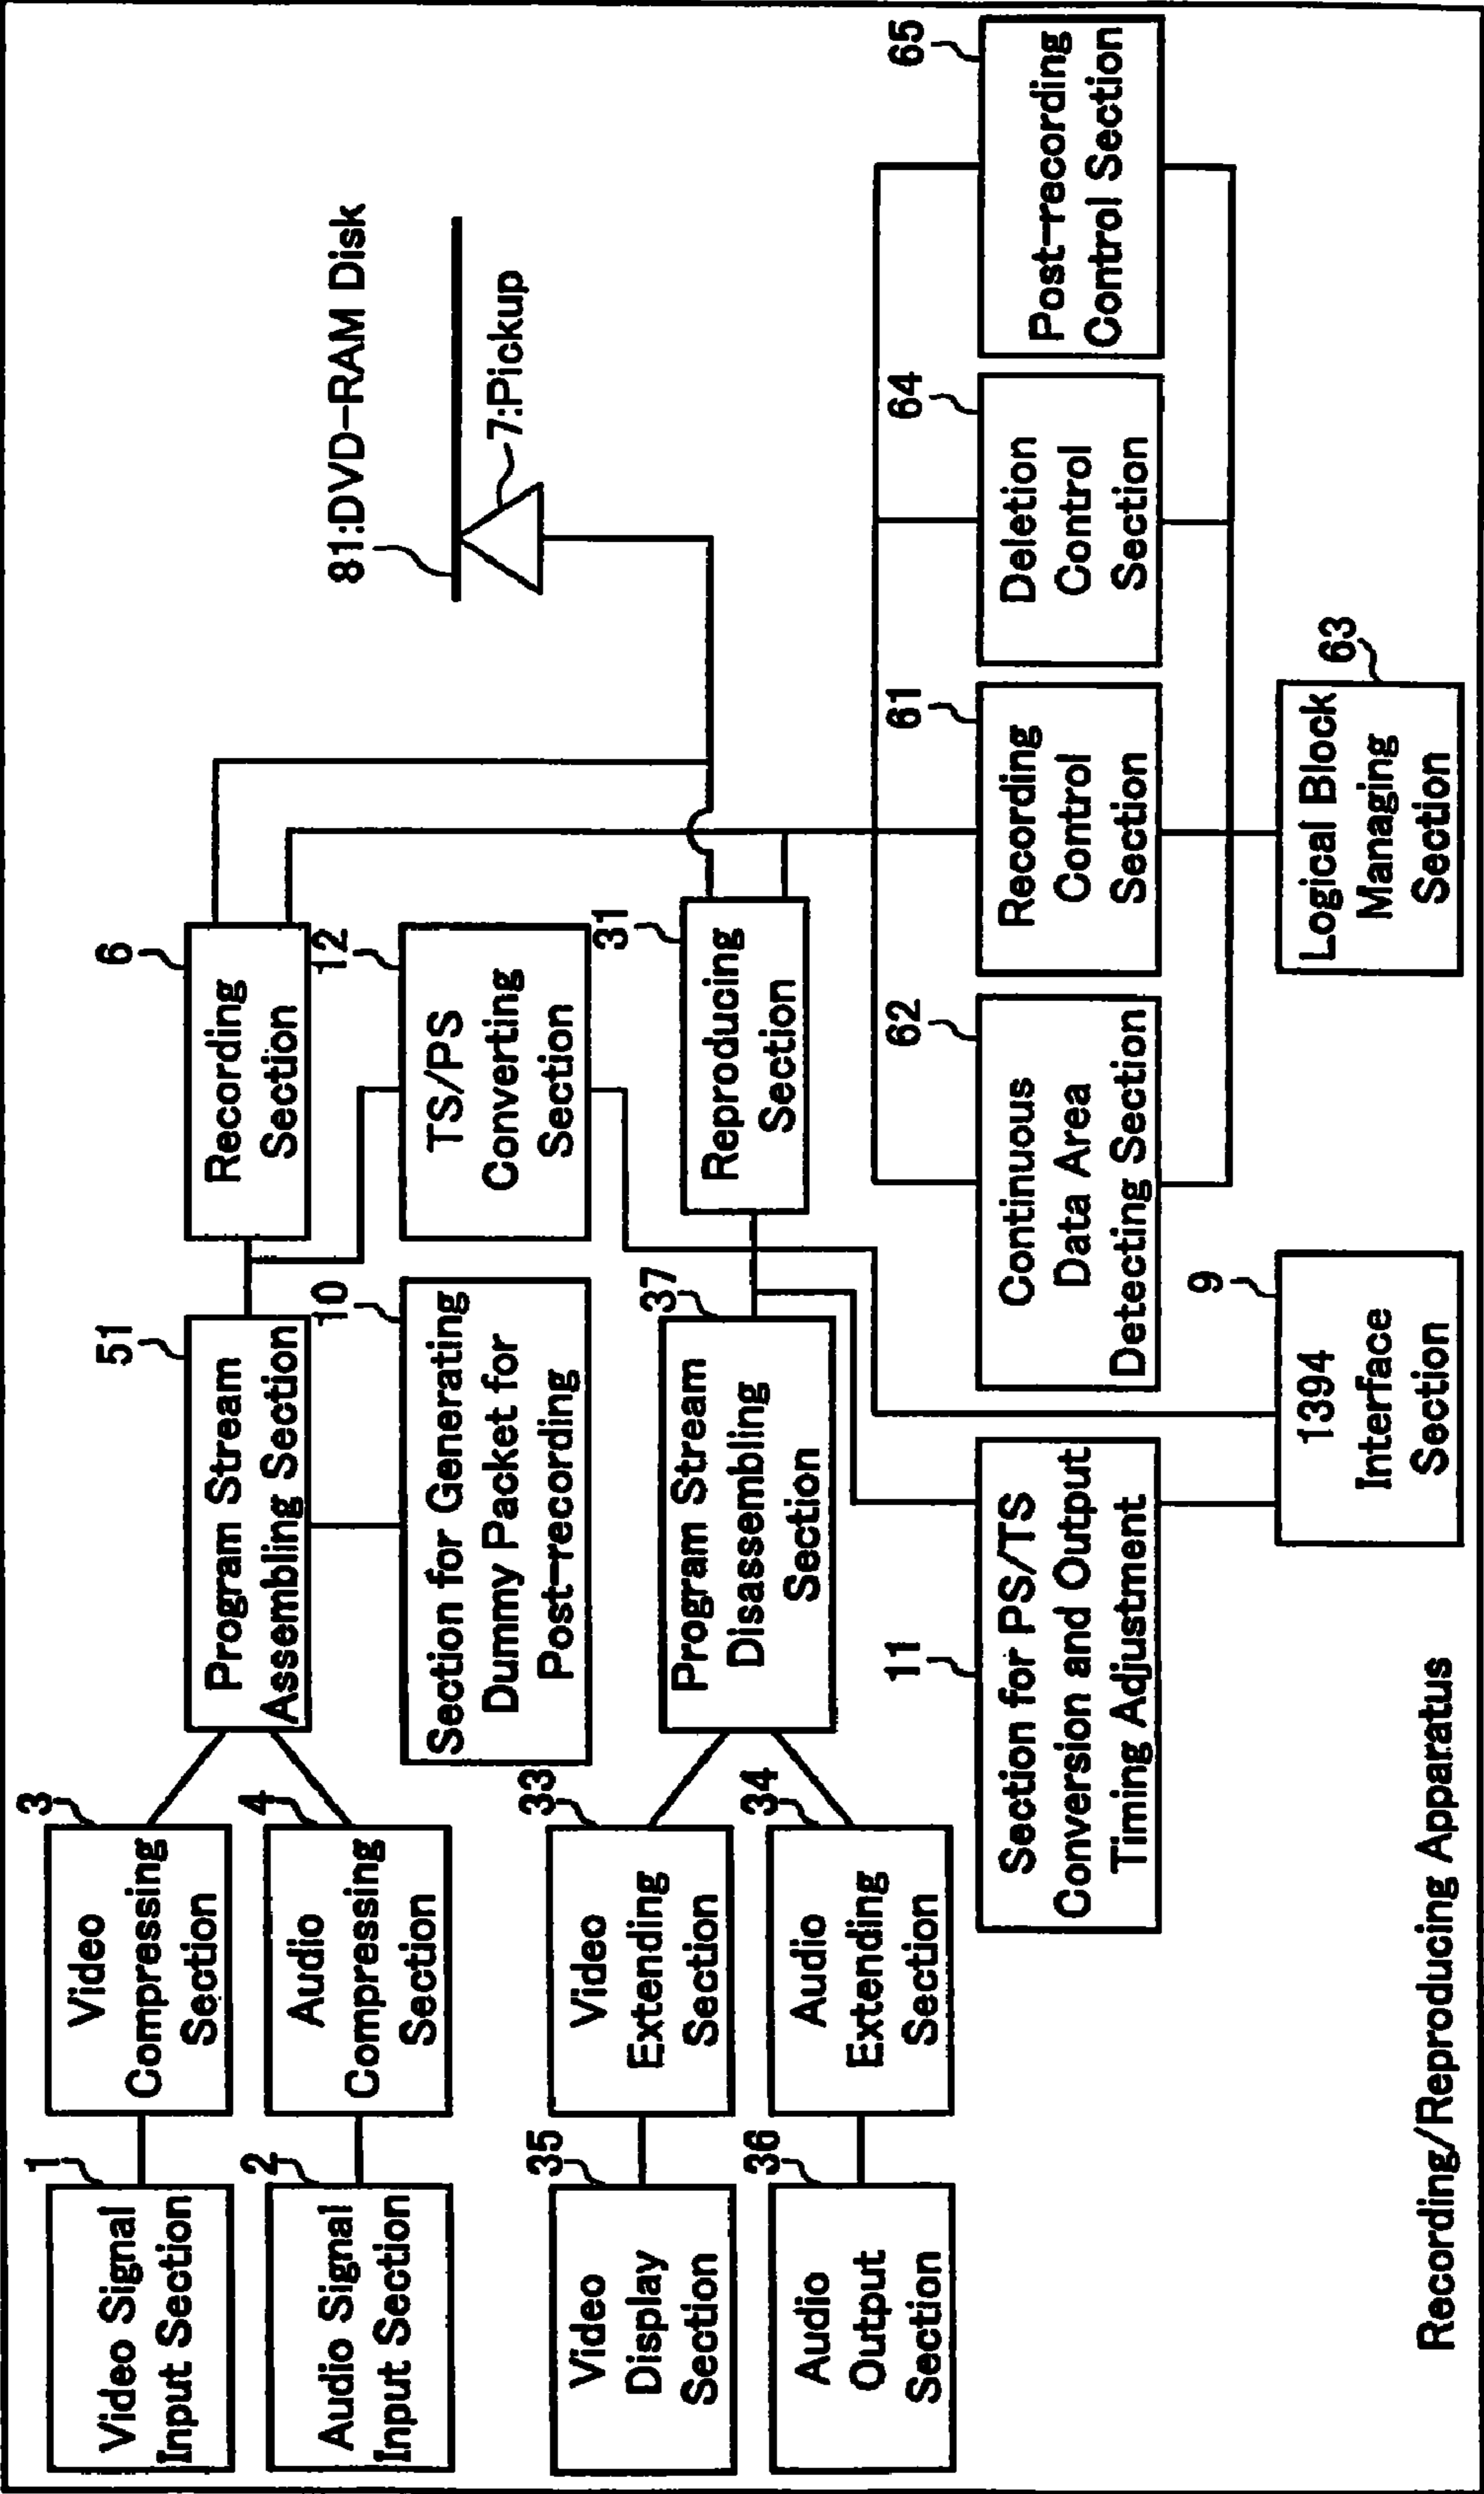 1
Video Signal
Input Section
3
Video
Compressing
Section
2
Audio Signal
Input Section
4
Audio
Compressing
Section
51
Program Stream
Assembling Section
6
Recording
Section
10
Section for Generating
Dummy Packet for
Post-recording
12
TS/PS
Converting
Section
81:DVD-RAM Disk
7:Pickup
35
Video
Display
Section
33
Video
Extending
Section
36
Audio
Output
Section
34
Audio
Extending
Section
37
Program Stream
Disassembling
Section
31
Reproducing
Section
11
Section for PS/TS
Conversion and Output
Timing Adjustment
62
Continuous
Data Area
Detecting Section
61
Recording
Control
Section
64
Deletion
Control
Section
65
Post-recording
Control Section
9
1394
Interface
Section
63
Logical Block
Managing
Section
Recording/Reproducing Apparatus